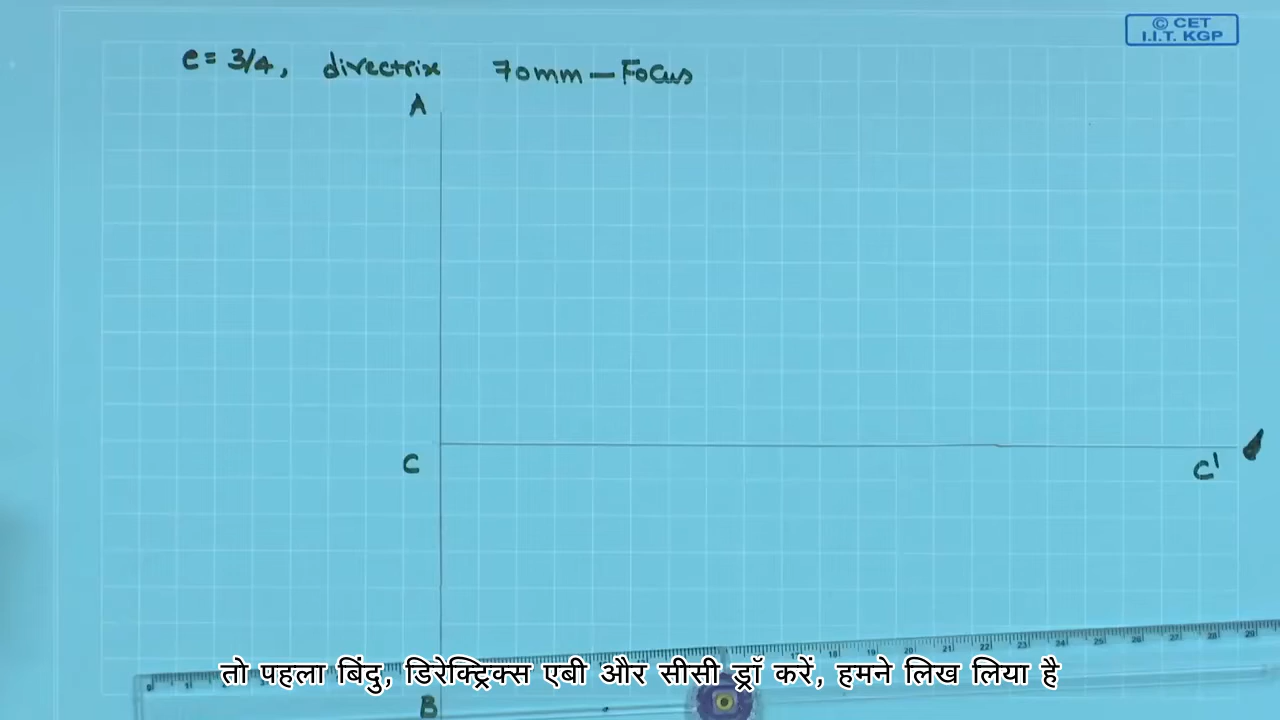 © CET
I.I.T. KGP
e = 3/4, directrix 70mm — Focus
A
C
C'
B
तो पहला बिंदु, डिरेक्ट्रिक्स एबी और सीसी ड्रॉ करें, हमने लिख लिया है